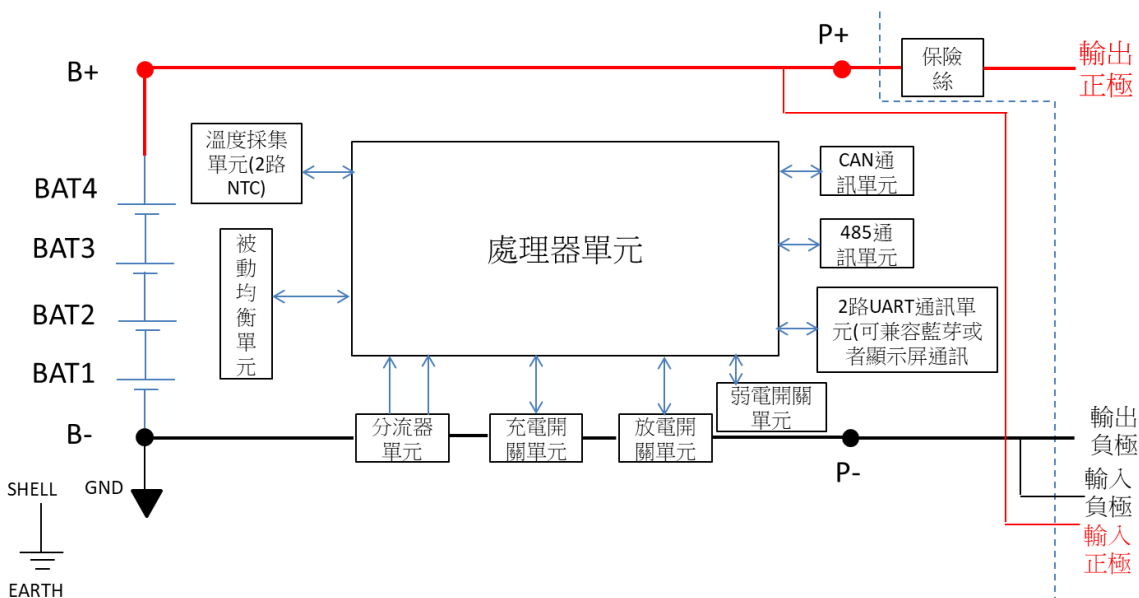 P+
B+
保險
絲
輸出
正極
溫度採集
單元(2路
NTC)
CAN通
訊單元
BAT4
處理器單元
485通
訊單元
BAT3
被
動
均
衡
單
元
BAT2
2路UART通訊單
元(可兼容藍芽或
者顯示屏通訊
BAT1
弱電開關
單元
B-
分流器
單元
充電開
關單元
放電開
關單元
P-
輸出
負極
SHELL
GND
輸入
負極
輸入
正極
EARTH